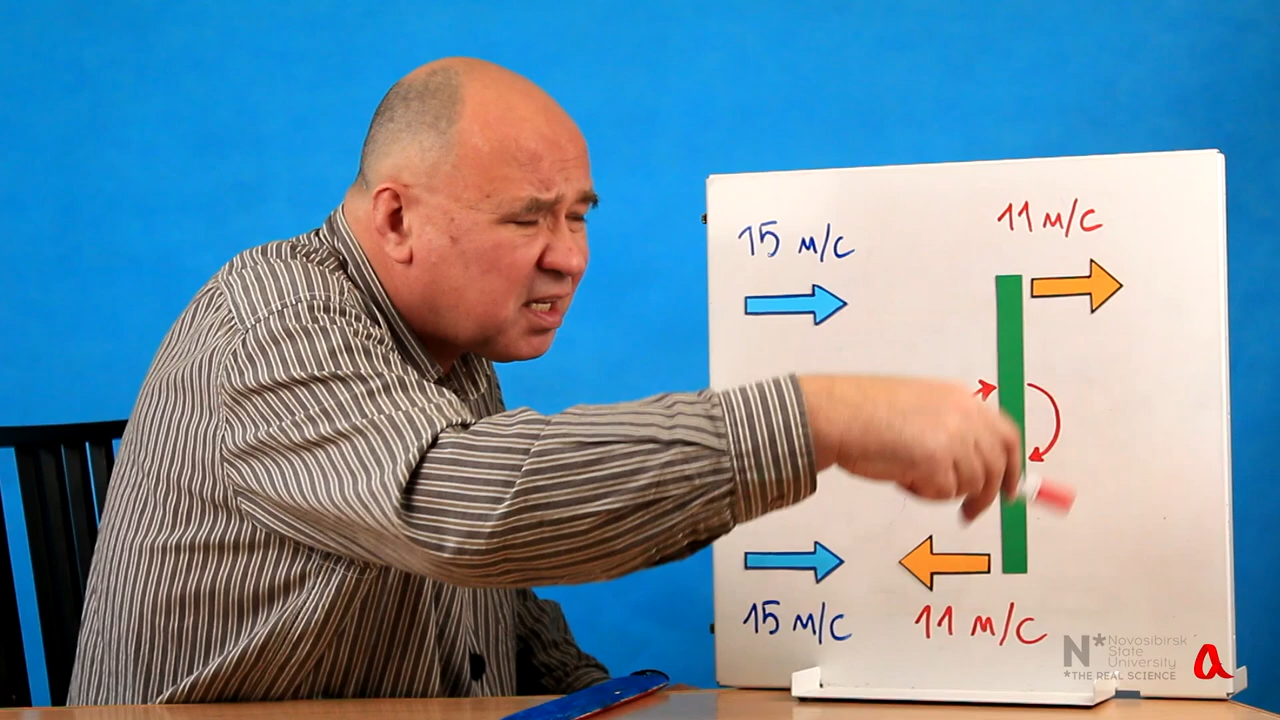 15 м/с
11 м/с
15 м/с
11 м/с
N* Novosibirsk
State
University
*THE REAL SCIENCE
a